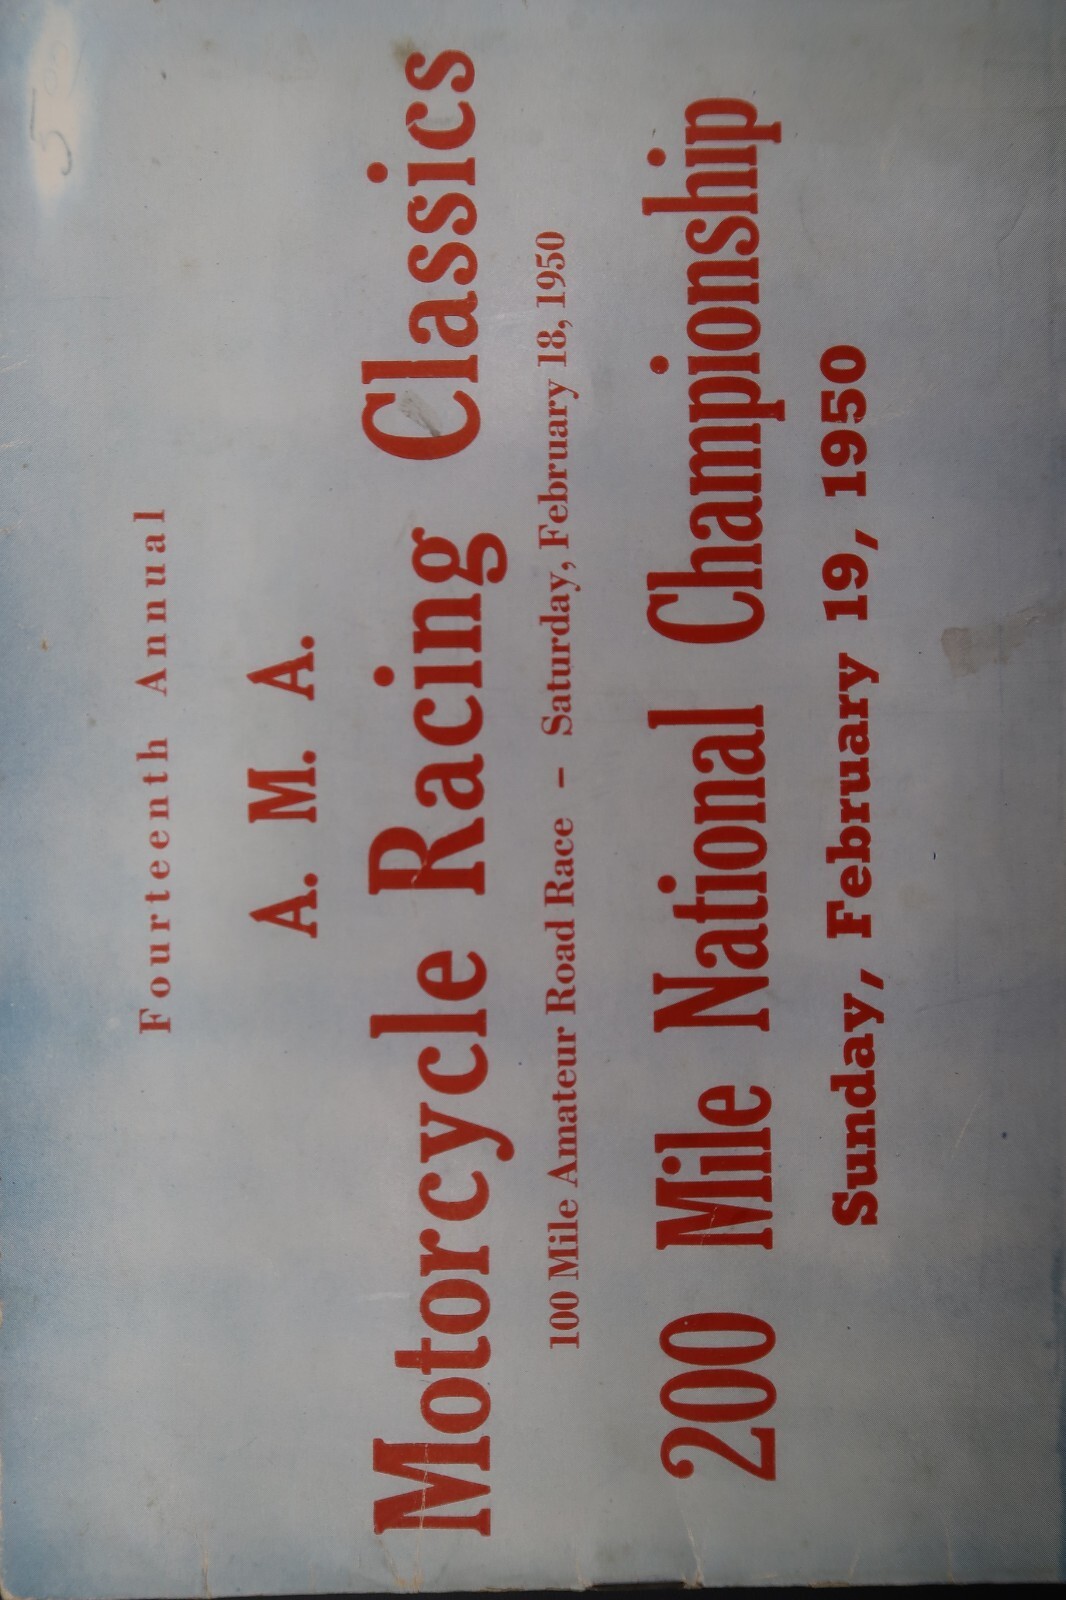 Fourteenth Annual
A. M. A.
Motorcycle Racing Classics
100 Mile Amateur Road Race - Saturday, February 18, 1950
200 Mile National Championship
Sunday, February 19, 1950